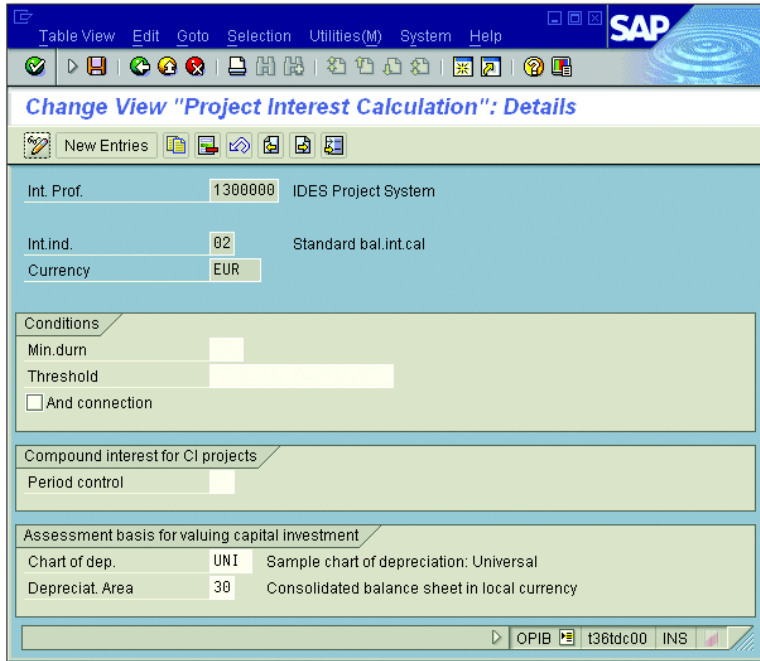 SAP
Table View Edit Goto Selection Utilities(M) System Help
Change View "Project Interest Calculation": Details
New Entries
Int. Prof. 1300000 IDES Project System
Int.ind. 02 Standard bal.int.cal
Currency EUR
Conditions
Min.durn
Threshold
And connection
Compound interest for CI projects
Period control
Assessment basis for valuing capital investment
Chart of dep. UNI Sample chart of depreciation: Universal
Depreciat. Area 30 Consolidated balance sheet in local currency
OPIB t36tdc00 INS